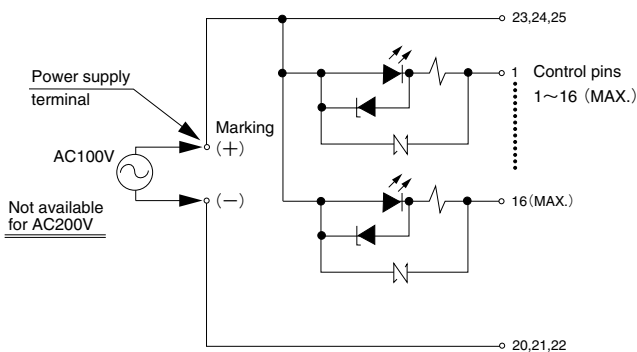 23,24,25
Power supply
terminal
Marking
(+)
AC100V
(−)
Not available
for AC200V
1
Control pins
1～16 (MAX.)
16(MAX.)
20,21,22